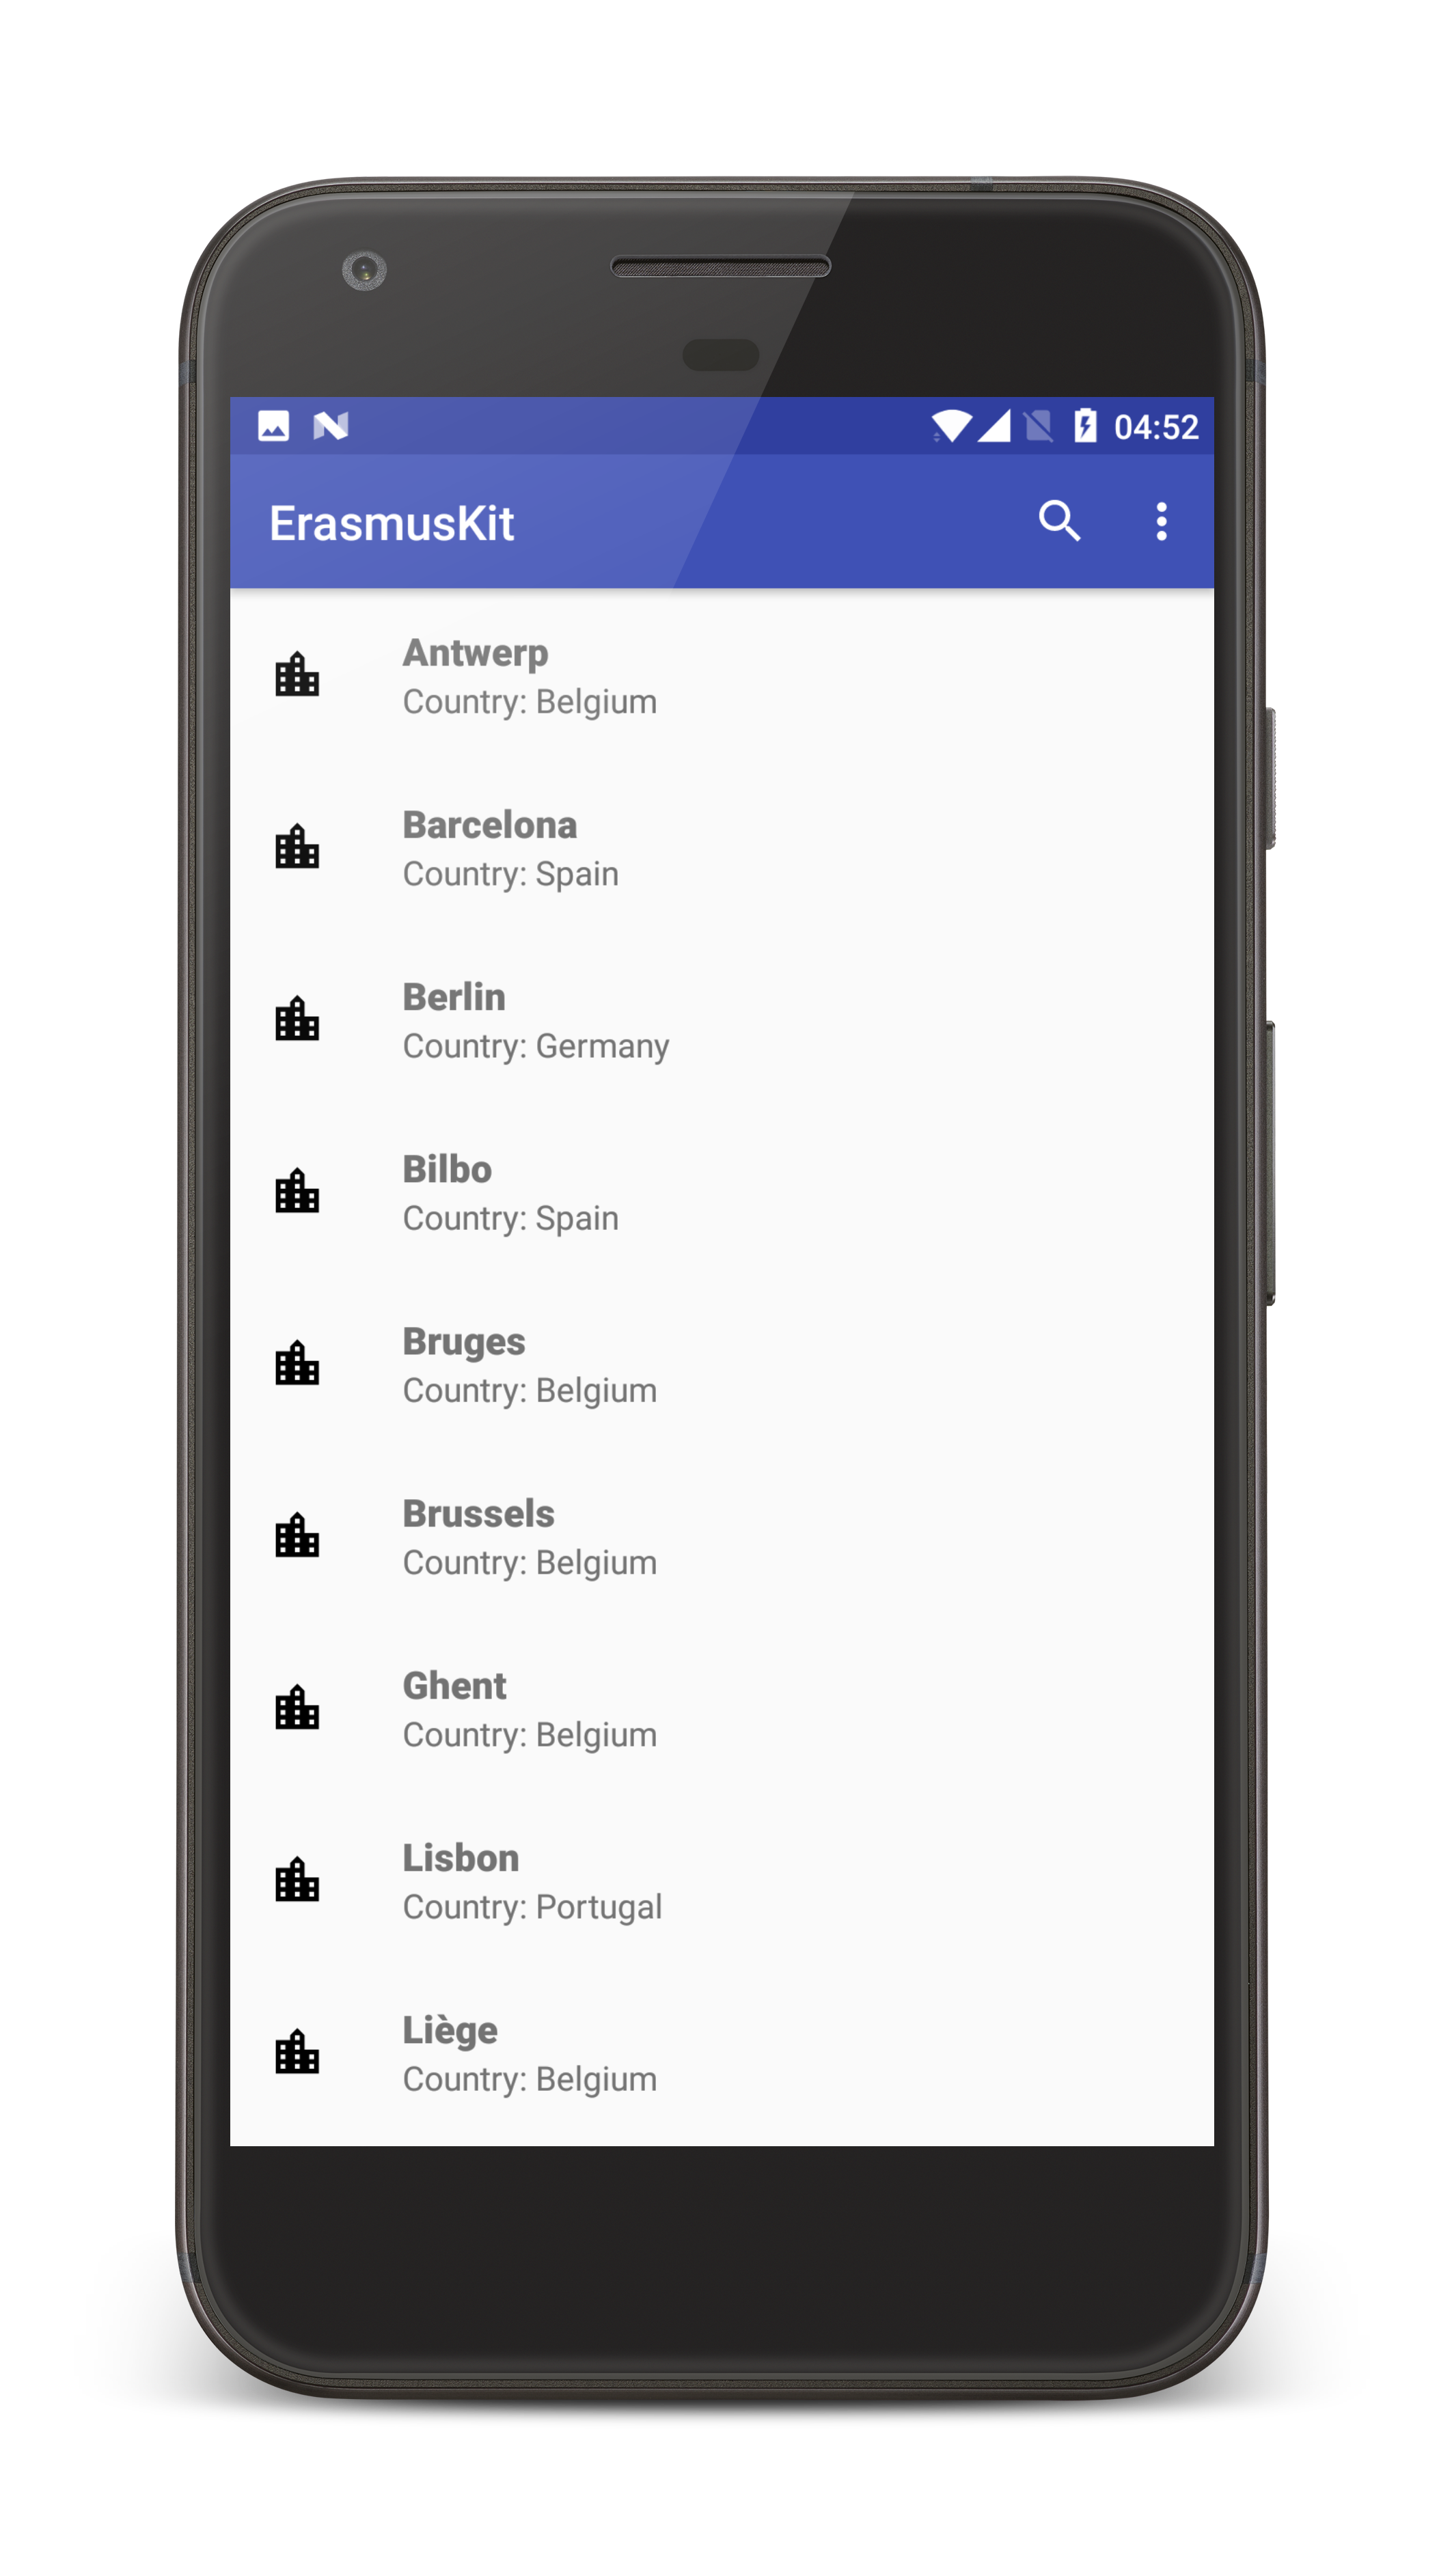 04:52
ErasmusKit
Antwerp
Country: Belgium
Barcelona
Country: Spain
Berlin
Country: Germany
Bilbo
Country: Spain
Bruges
Country: Belgium
Brussels
Country: Belgium
Ghent
Country: Belgium
Lisbon
Country: Portugal
Liège
Country: Belgium